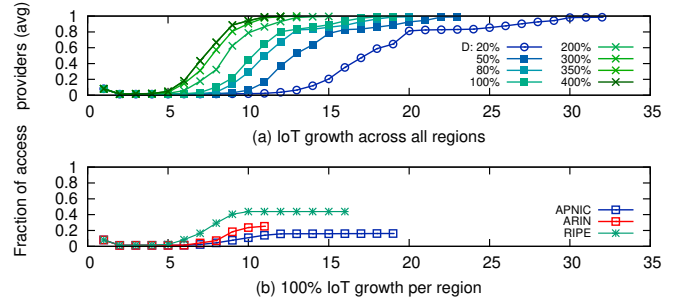 Fraction of access providers (avg)
1
0.8
0.6
0.4
0.2
0
D: 20% 200%
50% 300%
80% 350%
100% 400%
0 5 10 15 20 25 30 35
(a) IoT growth across all regions
1
0.8
0.6
0.4
0.2
0
APNIC
ARIN
RIPE
0 5 10 15 20 25 30 35
(b) 100% IoT growth per region